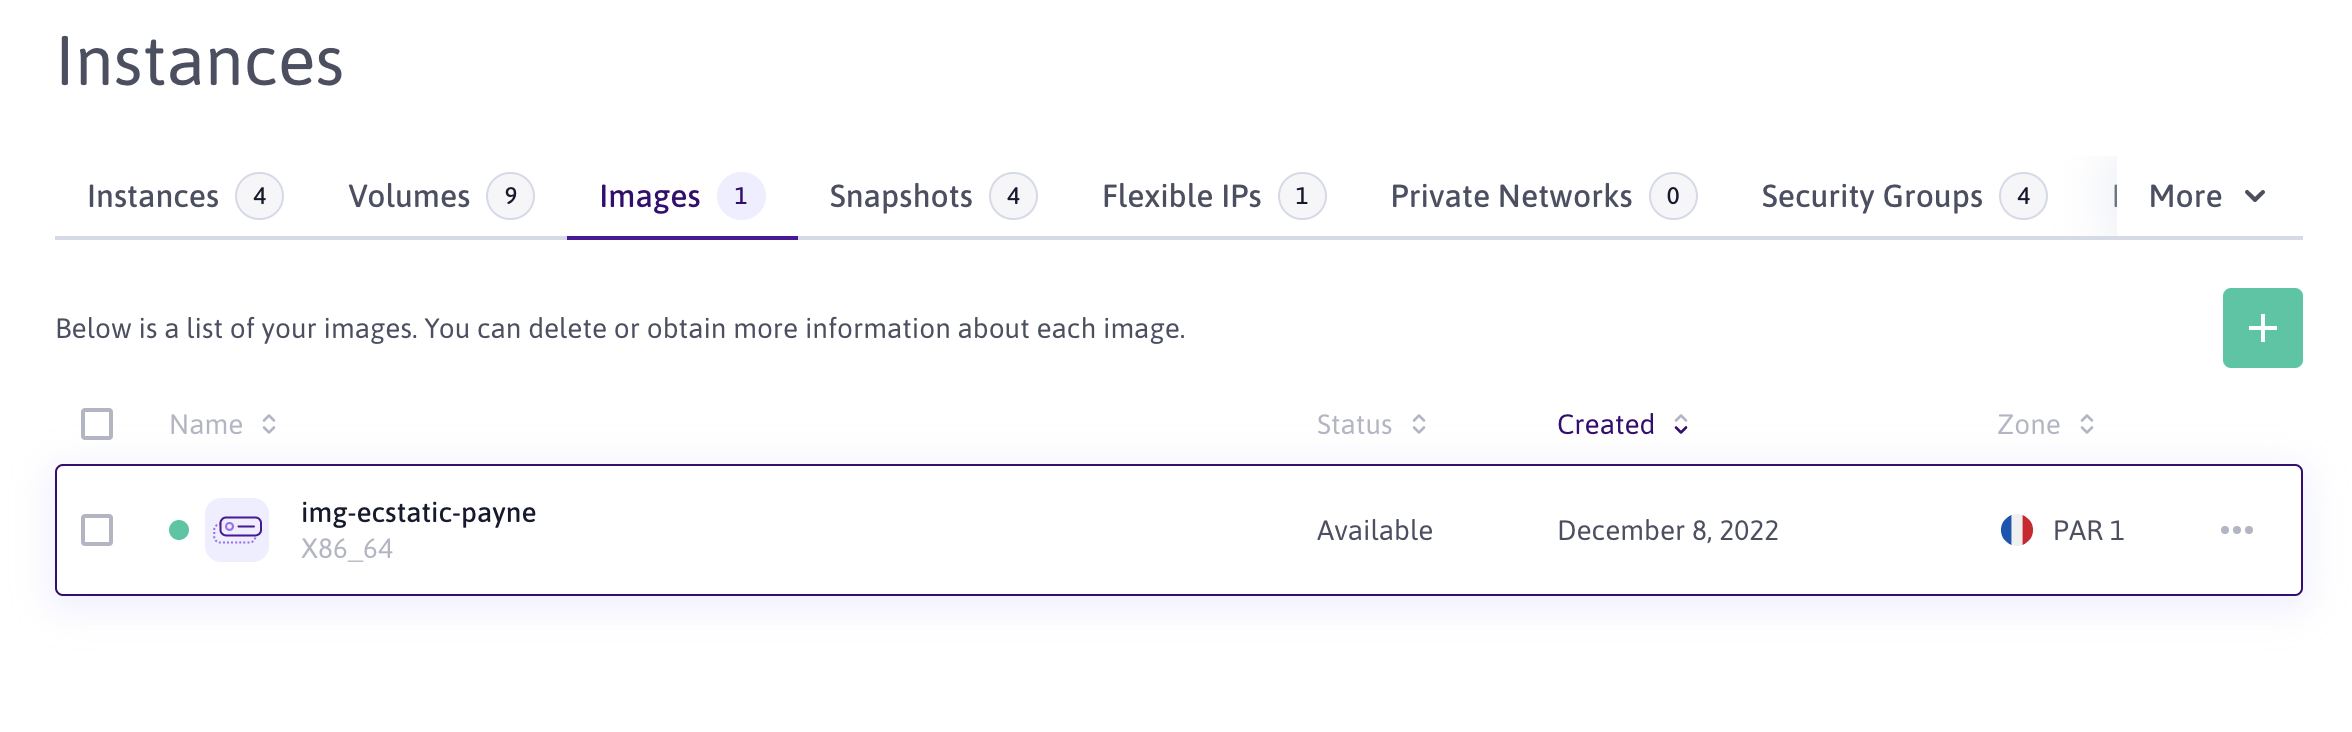 Instances
Instances 4 Volumes 9 Images 1 Snapshots 4 Flexible IPs 1 Private Networks 0 Security Groups 4 More
Below is a list of your images. You can delete or obtain more information about each image.
Name Status Created Zone
img-ecstatic-payne
X86_64
Available December 8, 2022 PAR 1